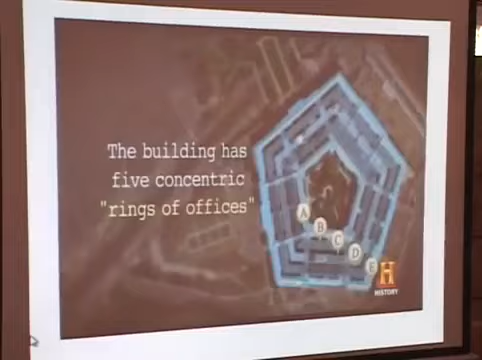 The building has
five concentric
"rings of offices"
A
B
C
D
E
H
HISTORY